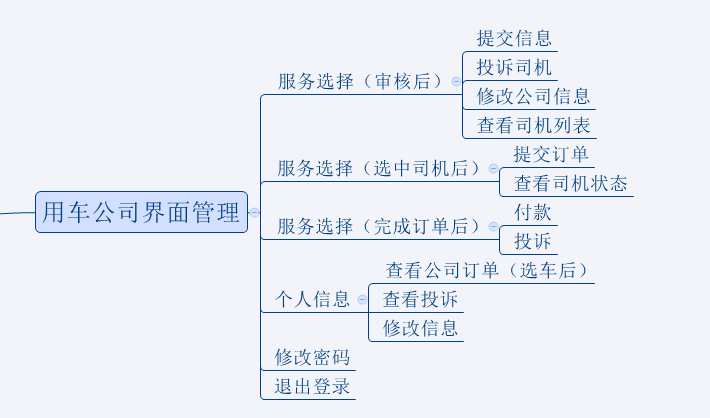 用车公司界面管理
服务选择（审核后）
提交信息
投诉司机
修改公司信息
查看司机列表
服务选择（选中司机后）
提交订单
查看司机状态
服务选择（完成订单后）
付款
投诉
个人信息
查看公司订单（选车后）
查看投诉
修改信息
修改密码
退出登录